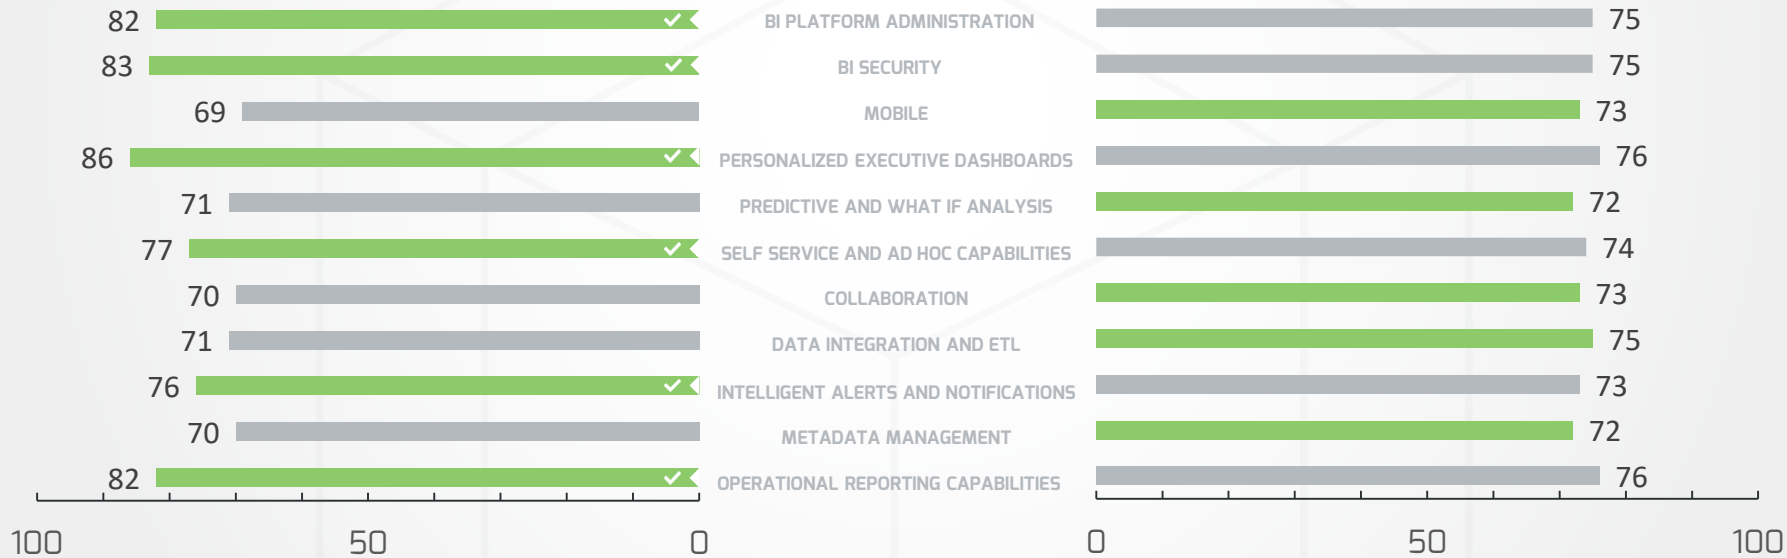 82 BI PLATFORM ADMINISTRATION 75
83 BI SECURITY 75
69 MOBILE 73
86 PERSONALIZED EXECUTIVE DASHBOARDS 76
71 PREDICTIVE AND WHAT IF ANALYSIS 72
77 SELF SERVICE AND AD HOC CAPABILITIES 74
70 COLLABORATION 73
71 DATA INTEGRATION AND ETL 75
76 INTELLIGENT ALERTS AND NOTIFICATIONS 73
70 METADATA MANAGEMENT 72
82 OPERATIONAL REPORTING CAPABILITIES 76
100 50 0 0 50 100